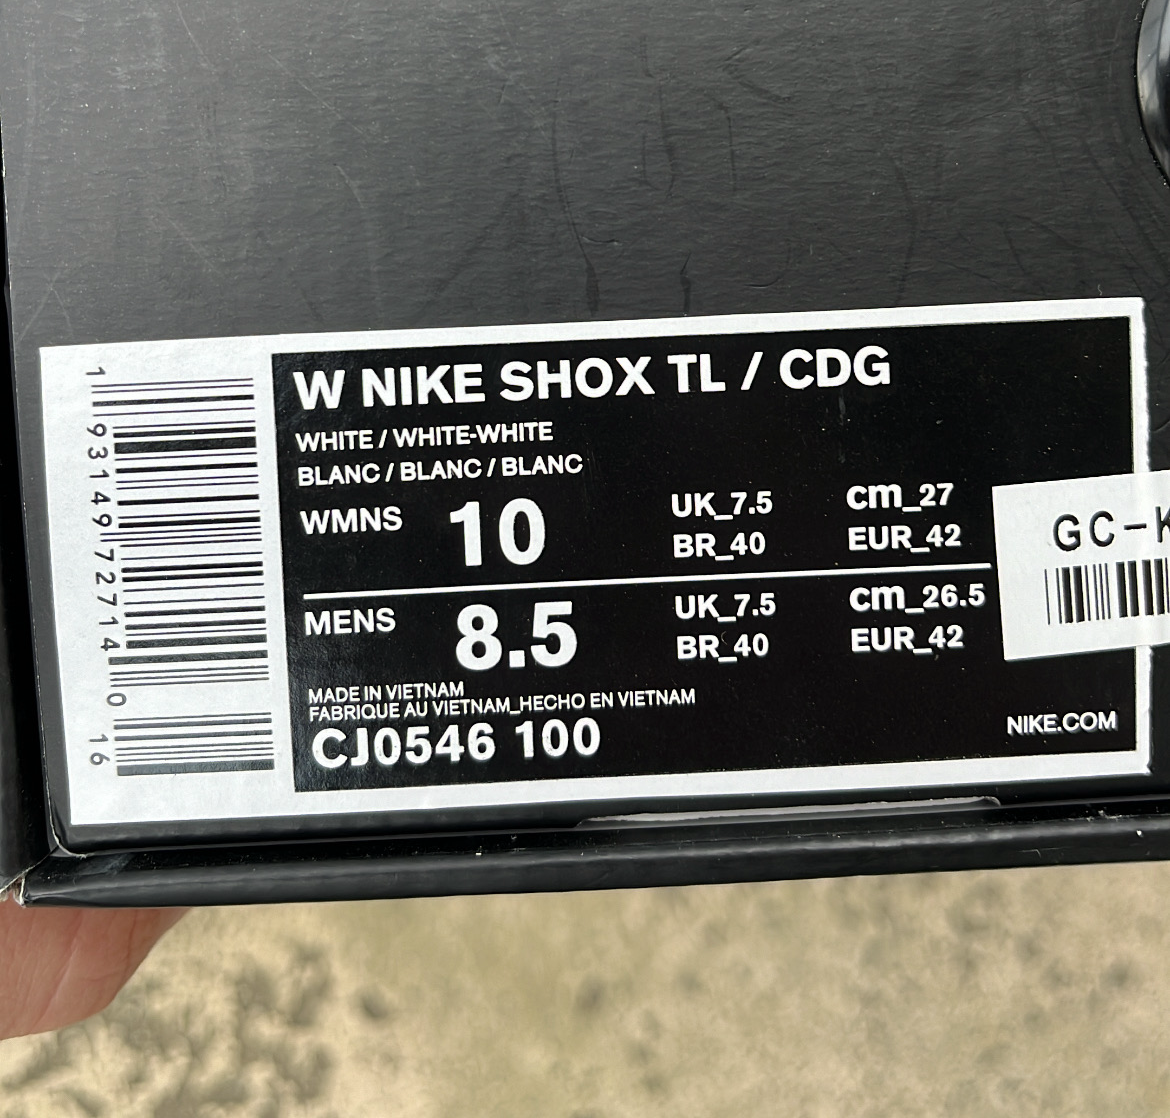 W NIKE SHOX TL / CDG
WHITE / WHITE-WHITE
BLANC / BLANC / BLANC
WMNS 10 UK_7.5 cm_27
BR_40 EUR_42
MENS 8.5 UK_7.5 cm_26.5
BR_40 EUR_42
MADE IN VIETNAM
FABRIQUE AU VIETNAM_HECHO EN VIETNAM
CJ0546 100
NIKE.COM
1 93149 72714 0 16
GC-K